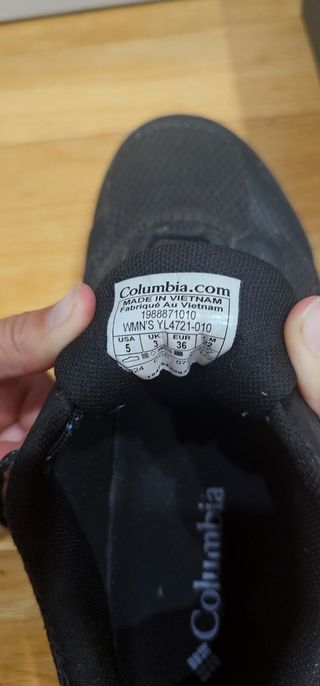 Columbia.com
MADE IN VIETNAM
Fabriqué Au Vietnam
1988871010
WMN'S YL4721-010
USA UK EUR CM
5 3 36
Columbia